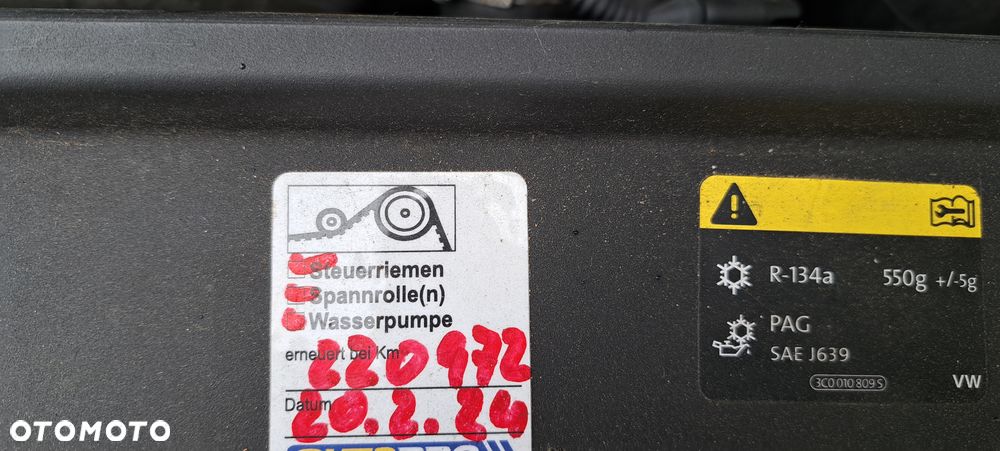 Steuerriemen
Spannrolle(n)
Wasserpumpe
erneuert bei Km 220972
Datum 20.2.24
R-134a 550g +/-5g
PAG
SAE J639
3C0 010 809 S VW
OTOMOTO